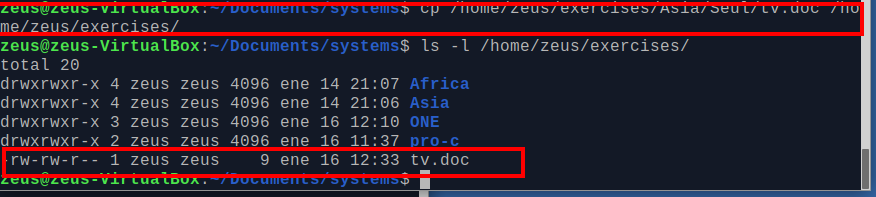 zeus@zeus-VirtualBox:~/Documents/systems$ cp /home/zeus/exercises/Asia/Seul/tv.doc /ho
me/zeus/exercises/
zeus@zeus-VirtualBox:~/Documents/systems$ ls -l /home/zeus/exercises/
total 20
drwxrwxr-x 4 zeus zeus 4096 ene 14 21:07 Africa
drwxrwxr-x 4 zeus zeus 4096 ene 14 21:06 Asia
drwxrwxr-x 3 zeus zeus 4096 ene 16 12:10 ONE
drwxrwxr-x 2 zeus zeus 4096 ene 16 11:37 pro-c
-rw-rw-r-- 1 zeus zeus    9 ene 16 12:33 tv.doc
zeus@zeus-VirtualBox:~/Documents/systems$